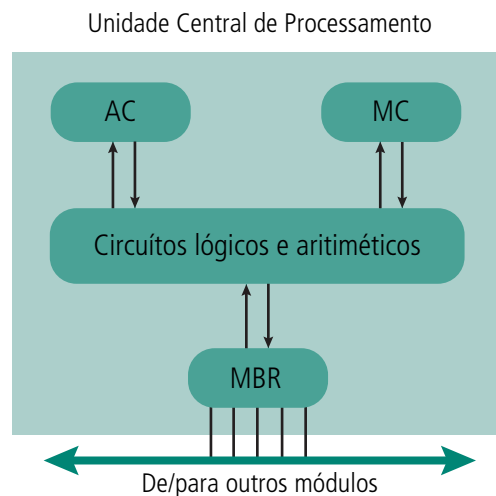 Unidade Central de Processamento
AC
MC
Circuítos lógicos e aritiméticos
MBR
De/para outros módulos